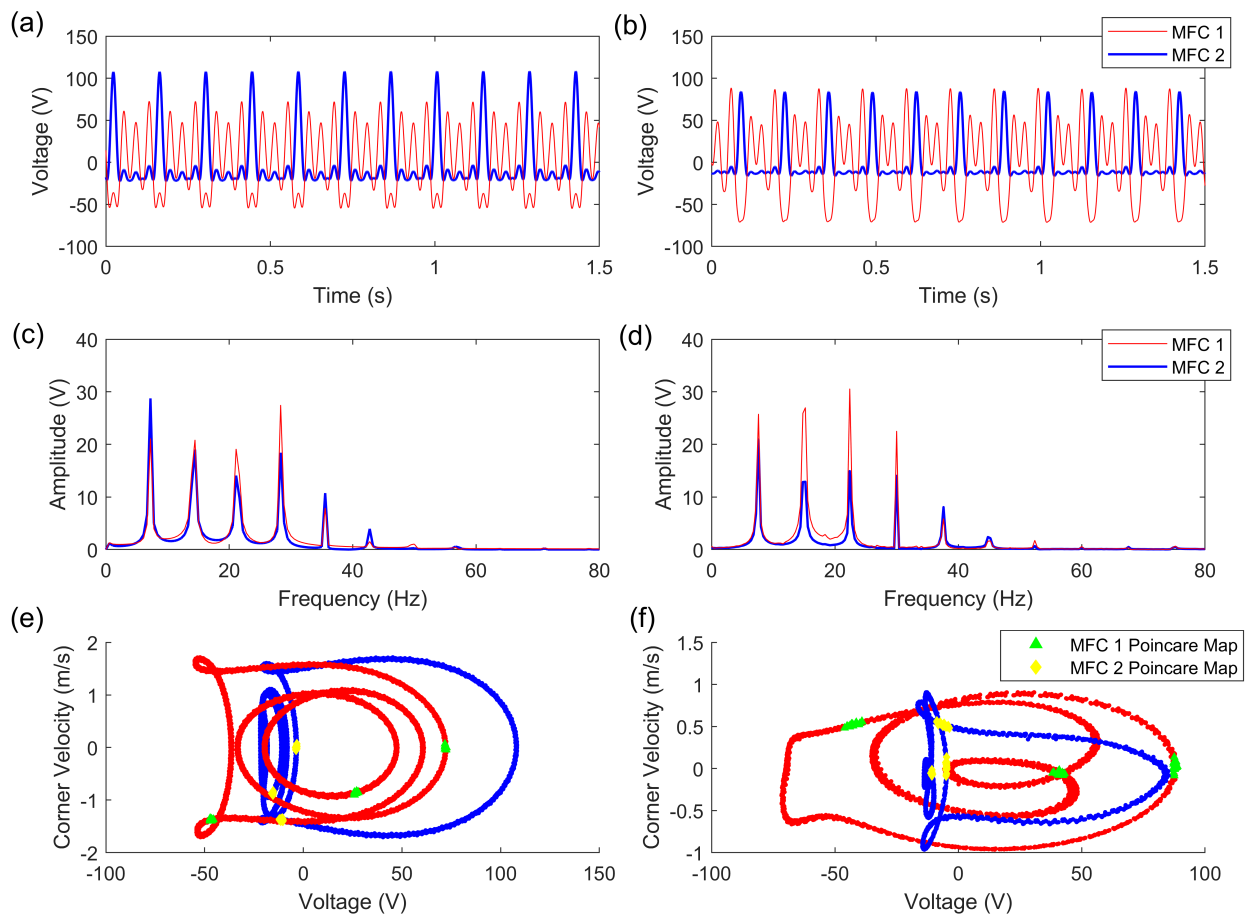 (a)
(b)
150
100
50
0
-50
-100
Voltage (V)
0
0.5
1
1.5
Time (s)
150
100
50
0
-50
-100
Voltage (V)
0
0.5
1
1.5
Time (s)
MFC 1
MFC 2
(c)
(d)
40
30
20
10
0
Amplitude (V)
0
20
40
60
80
Frequency (Hz)
40
30
20
10
0
Amplitude (V)
0
20
40
60
80
Frequency (Hz)
MFC 1
MFC 2
(e)
(f)
2
1
0
-1
-2
Corner Velocity (m/s)
-100
-50
0
50
100
150
Voltage (V)
1.5
1
0.5
0
-0.5
-1
Corner Velocity (m/s)
-100
-50
0
50
100
Voltage (V)
MFC 1 Poincare Map
MFC 2 Poincare Map